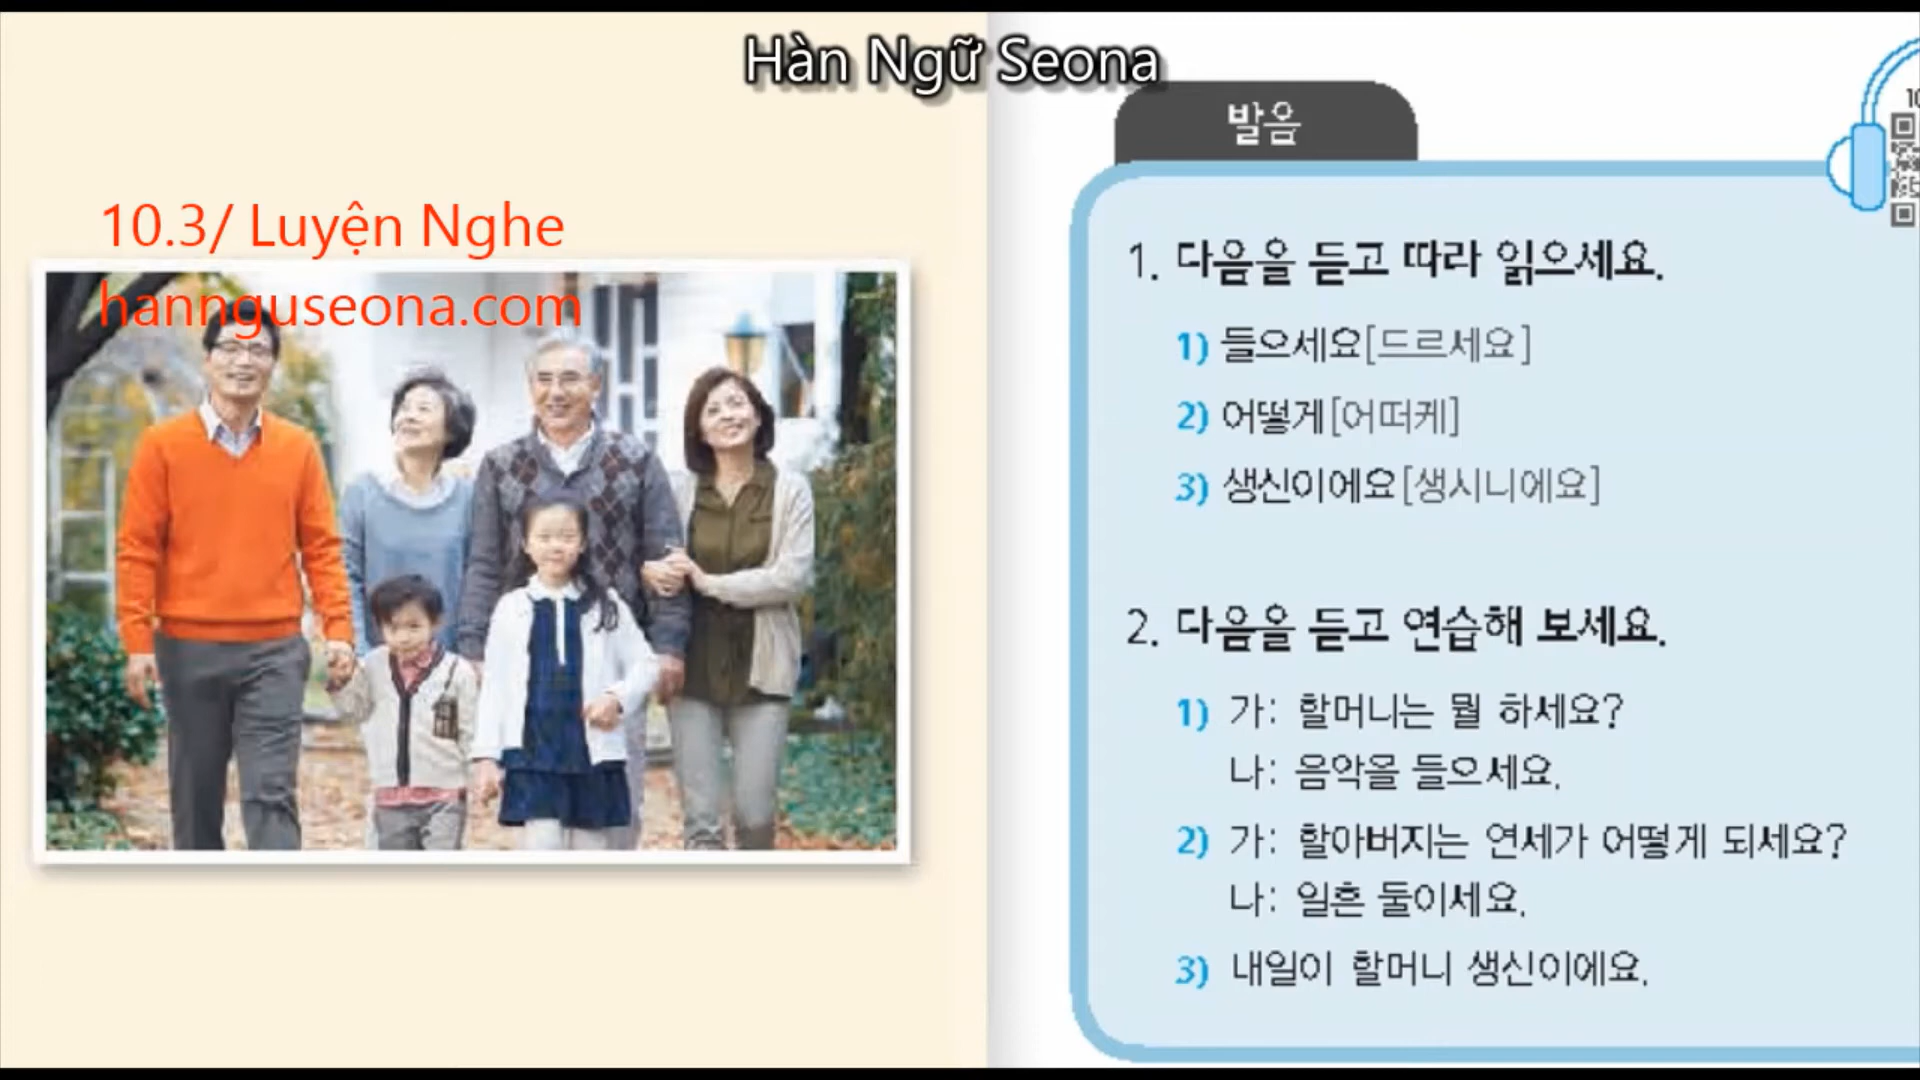 Hàn Ngữ Seona
10.3/ Luyện Nghe
hannguseona.com
발음
1. 다음을 듣고 따라 읽으세요.
1) 들으세요[드르세요]
2) 어떻게[어떠케]
3) 생신이에요[생시니에요]
2. 다음을 듣고 연습해 보세요.
1) 가: 할머니는 뭘 하세요?
나: 음악을 들으세요.
2) 가: 할아버지는 연세가 어떻게 되세요?
나: 일흔 둘이세요.
3) 내일이 할머니 생신이에요.